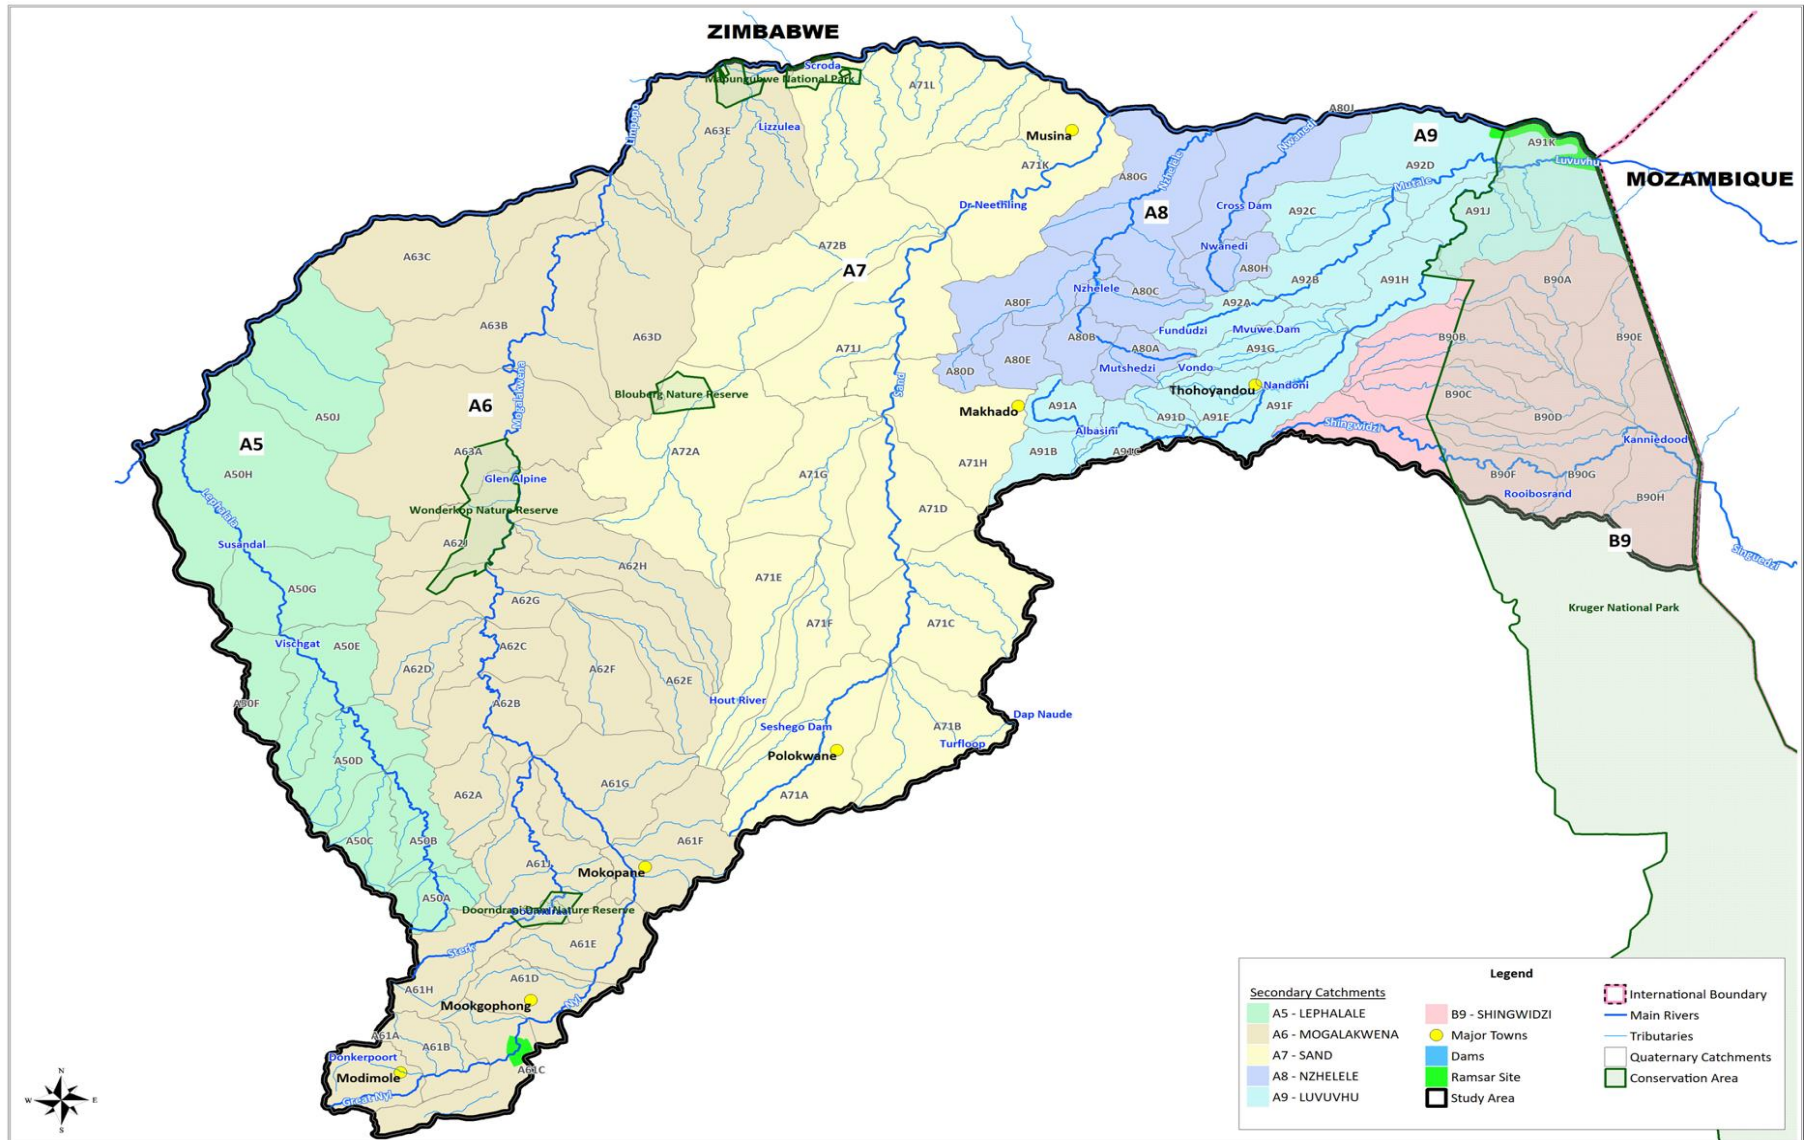 ZIMBABWE
Scroda
Mapungubwe National Park
A71L
A80J
Limpopo
A63E
Lizzulea
Musina
Nwanedi
A9
A91K
A71K
A92D
Luvuvhu
MOZAMBIQUE
A80G
Nzhelele
Mutale
Dr Neethling
A8
Cross Dam
A92C
A91J
A63C
A72B
A7
Nwanedi
A80H
A92B
A91H
B90A
Nzhelele
A80C
A80F
A92A
A63B
A63D
Fundudzi
Mvuwe Dam
A80B
B90B
B90E
A71J
A80A
A91G
A80E
A80D
Mutshedzi
Vondo
Blouberg Nature Reserve
Thohoyandou
Nandoni
B90C
A6
Mogalakwena
Sand
Makhado
A91A
A91F
A50J
A91D
A91E
B90D
A5
Albasini
Shingwidzi
Kanniedood
A63A
A72A
A91B
A91C
A50H
A71G
A71H
Glen Alpine
B90F
B90G
Lephalala
Rooibosrand
B90H
Wonderkop Nature Reserve
A71D
Susandal
A62J
B9
Singuedzi
A62H
A71E
A50G
A62G
Kruger National Park
A71F
A71C
Vischgat
A50E
A62C
A62D
A62F
A62E
A50F
A62B
Hout River
Dap Naude
Seshego Dam
A71B
Turfloop
Polokwane
A50D
A61G
A62A
A71A
A50C
A50B
A61F
A61J
Mokopane
A50A
Doorndraai Dam Nature Reserve
Doorndraai
Sterk
A61E
A61D
A61H
Mookgophong
Nyl
A61A
A61B
Donkerpoort
A61C
Modimole
Great Nyl
N
W
E
S
Legend
Secondary Catchments
A5 - LEPHALALE
A6 - MOGALAKWENA
A7 - SAND
A8 - NZHELELE
A9 - LUVUVHU
B9 - SHINGWIDZI
Major Towns
Dams
Ramsar Site
Study Area
International Boundary
Main Rivers
Tributaries
Quaternary Catchments
Conservation Area